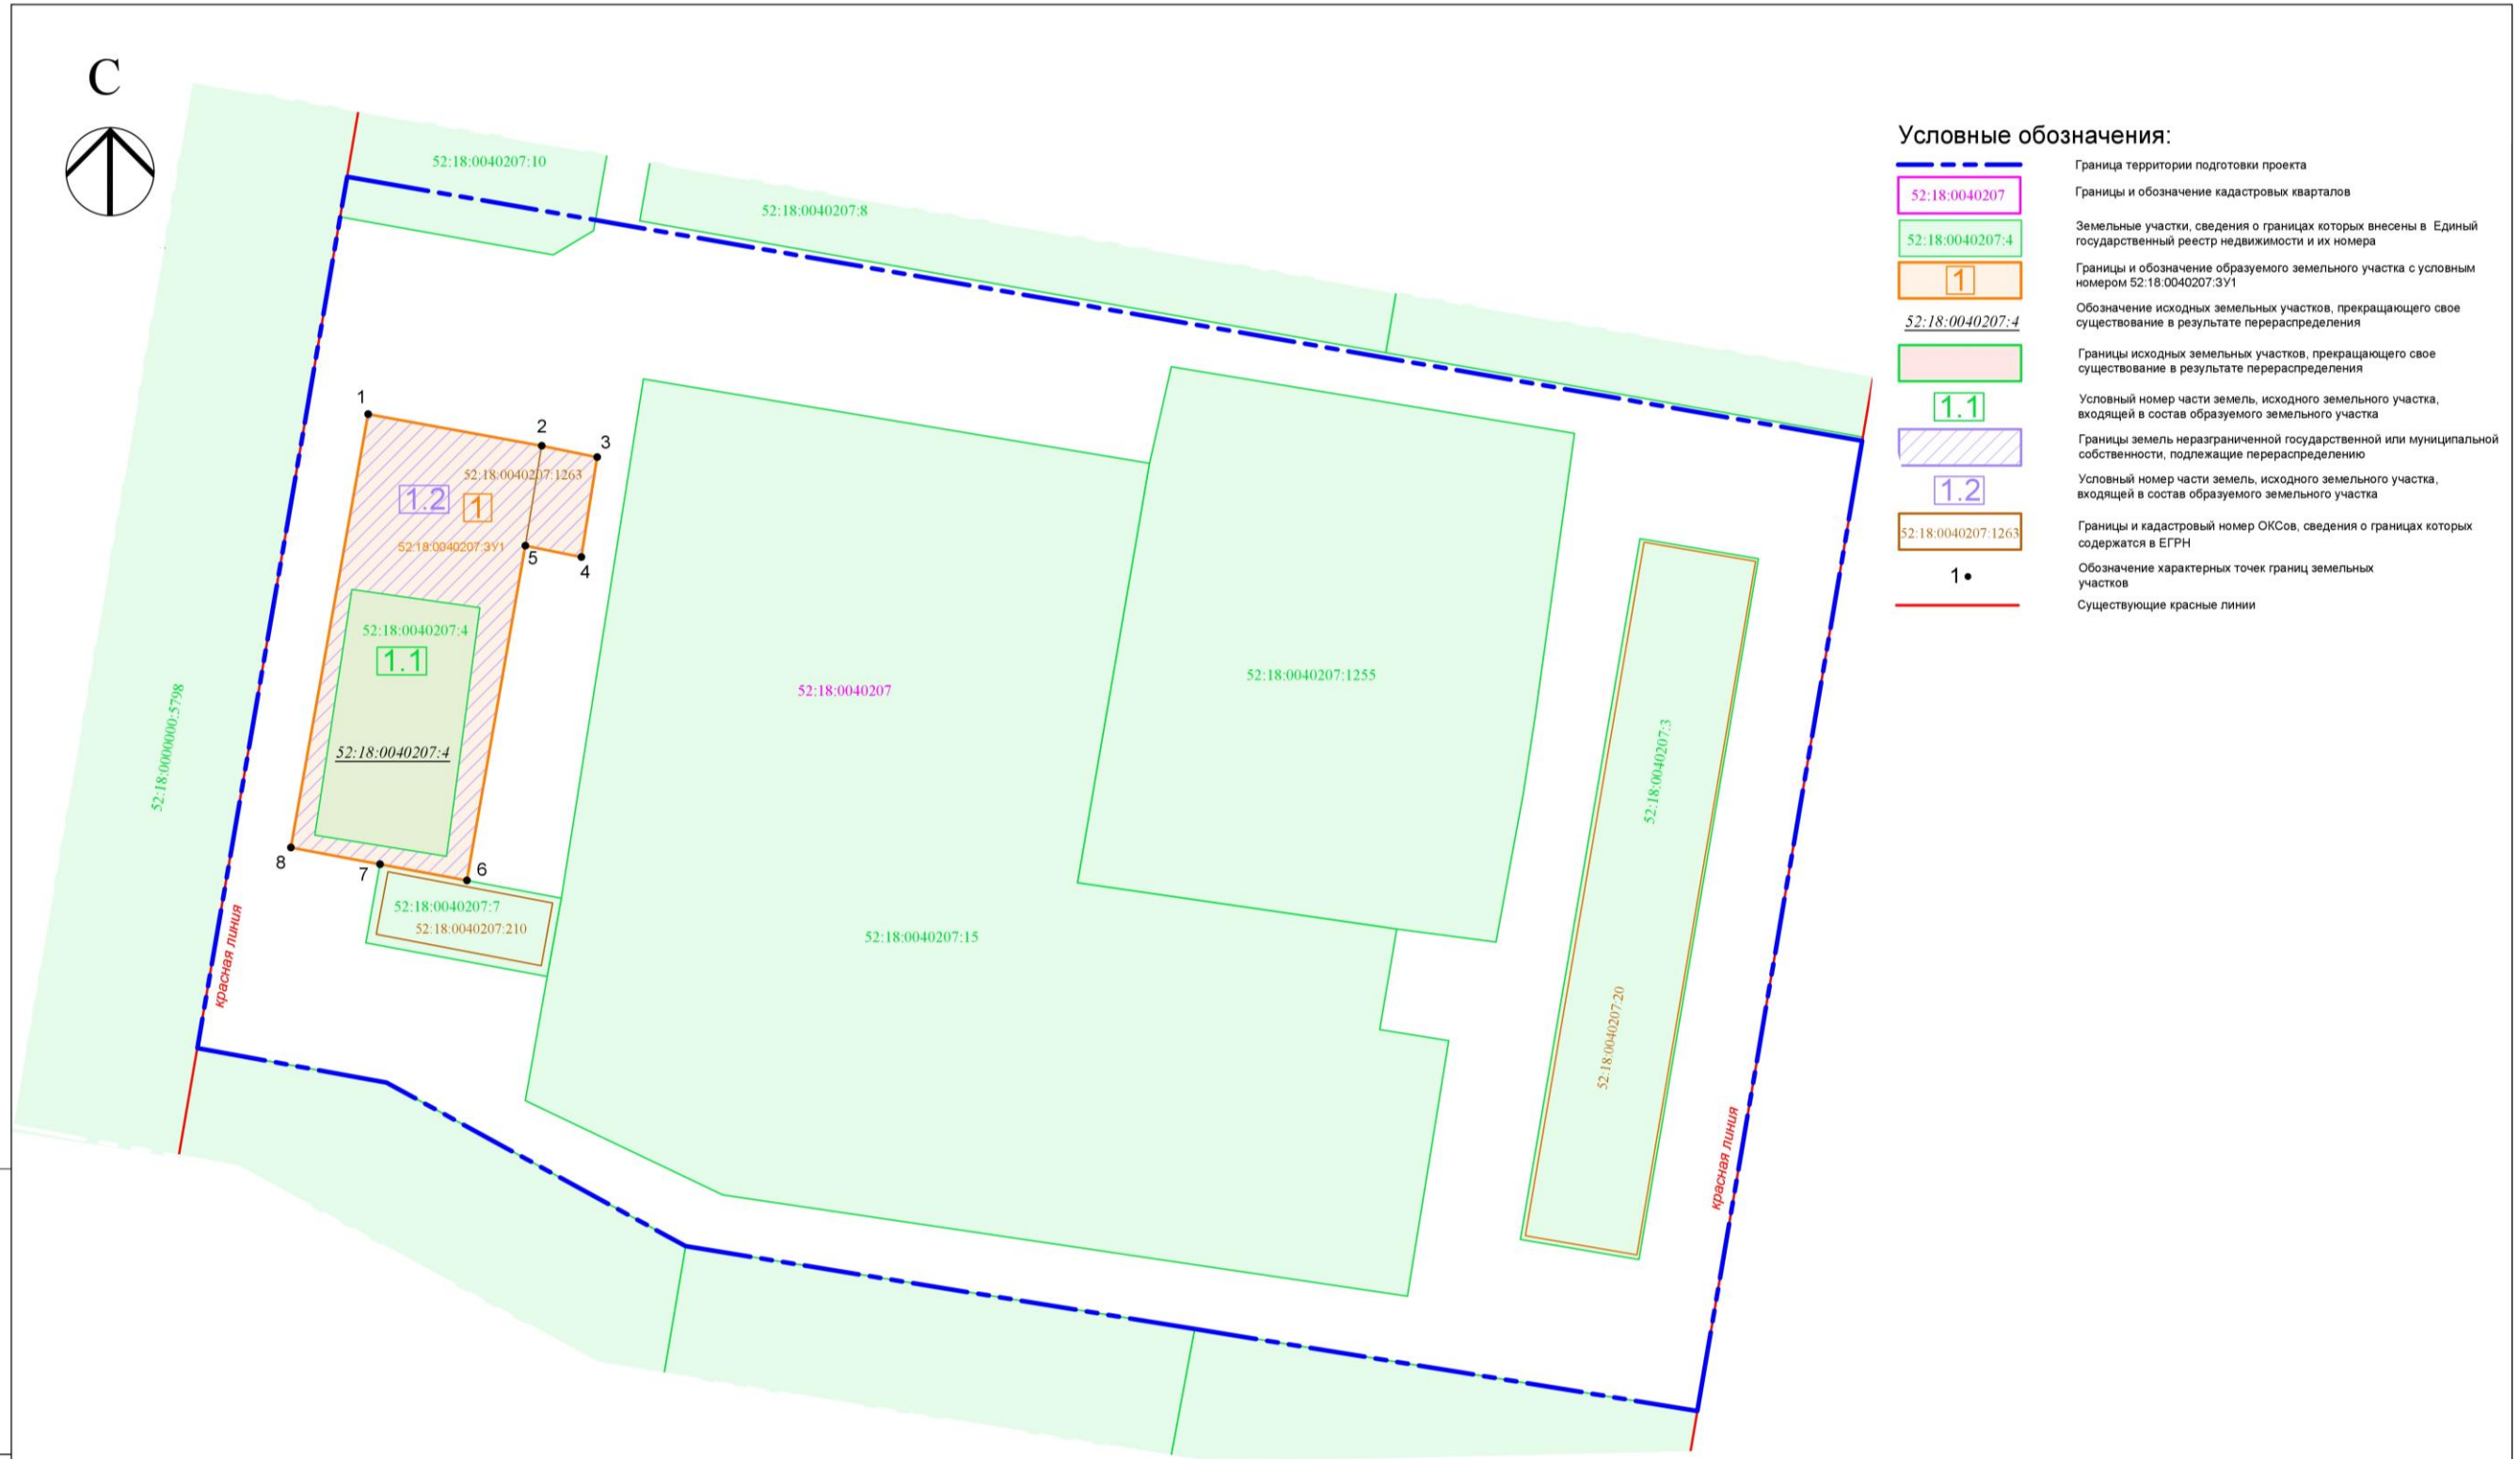 С
Условные обозначения:
Граница территории подготовки проекта
52:18:0040207
Границы и обозначение кадастровых кварталов
52:18:0040207:4
Земельные участки, сведения о границах которых внесены в Единый
государственный реестр недвижимости и их номера
1
Границы и обозначение образуемого земельного участка с условным
номером 52:18:0040207:ЗУ1
52:18:0040207:4
Обозначение исходных земельных участков, прекращающего свое
существование в результате перераспределения
Границы исходных земельных участков, прекращающего свое
существование в результате перераспределения
1.1
Условный номер части земель, исходного земельного участка,
входящей в состав образуемого земельного участка
Границы земель неразграниченной государственной или муниципальной
собственности, подлежащие перераспределению
1.2
Условный номер части земель, исходного земельного участка,
входящей в состав образуемого земельного участка
52:18:0040207:1263
Границы и кадастровый номер ОКСов, сведения о границах которых
содержатся в ЕГРН
1
Обозначение характерных точек границ земельных
участков
Существующие красные линии
52:18:0040207:10
52:18:0040207:8
1
2
3
52:18:0040207:1263
1.2
1
52:18:0040207:ЗУ1
5
4
52:18:0040207:4
1.1
52:18:0040207:4
8
7
6
52:18:0040207:7
52:18:0040207:210
52:18:0000000:5798
красная линия
52:18:0040207
52:18:0040207:1255
52:18:0040207:15
52:18:0040207:3
52:18:0040207:20
красная линия